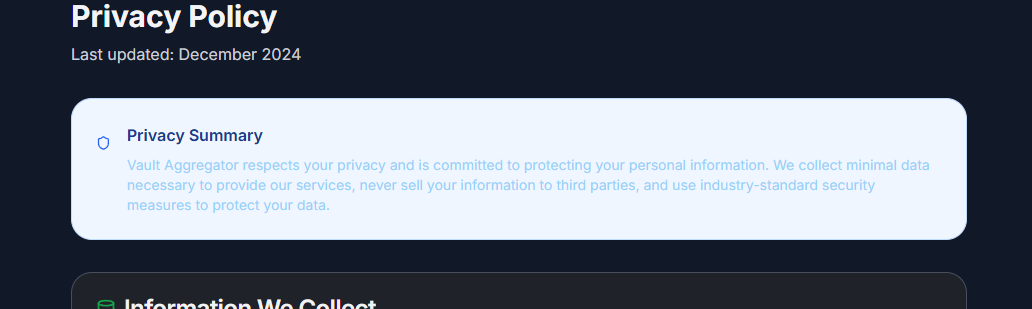 Privacy Policy
Last updated: December 2024
Privacy Summary
Vault Aggregator respects your privacy and is committed to protecting your personal information. We collect minimal data
necessary to provide our services, never sell your information to third parties, and use industry-standard security
measures to protect your data.
Information We Collect